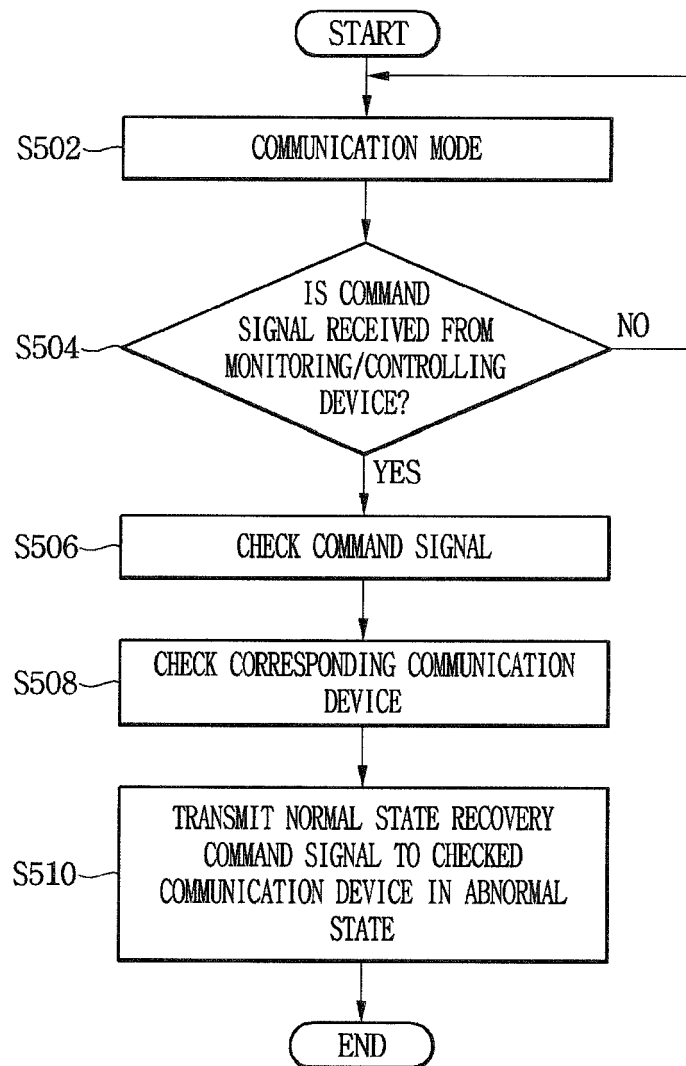 START
S502
COMMUNICATION MODE
S504
IS COMMAND
SIGNAL RECEIVED FROM
MONITORING/CONTROLLING
DEVICE?
NO
YES
S506
CHECK COMMAND SIGNAL
S508
CHECK CORRESPONDING COMMUNICATION
DEVICE
S510
TRANSMIT NORMAL STATE RECOVERY
COMMAND SIGNAL TO CHECKED
COMMUNICATION DEVICE IN ABNORMAL
STATE
END